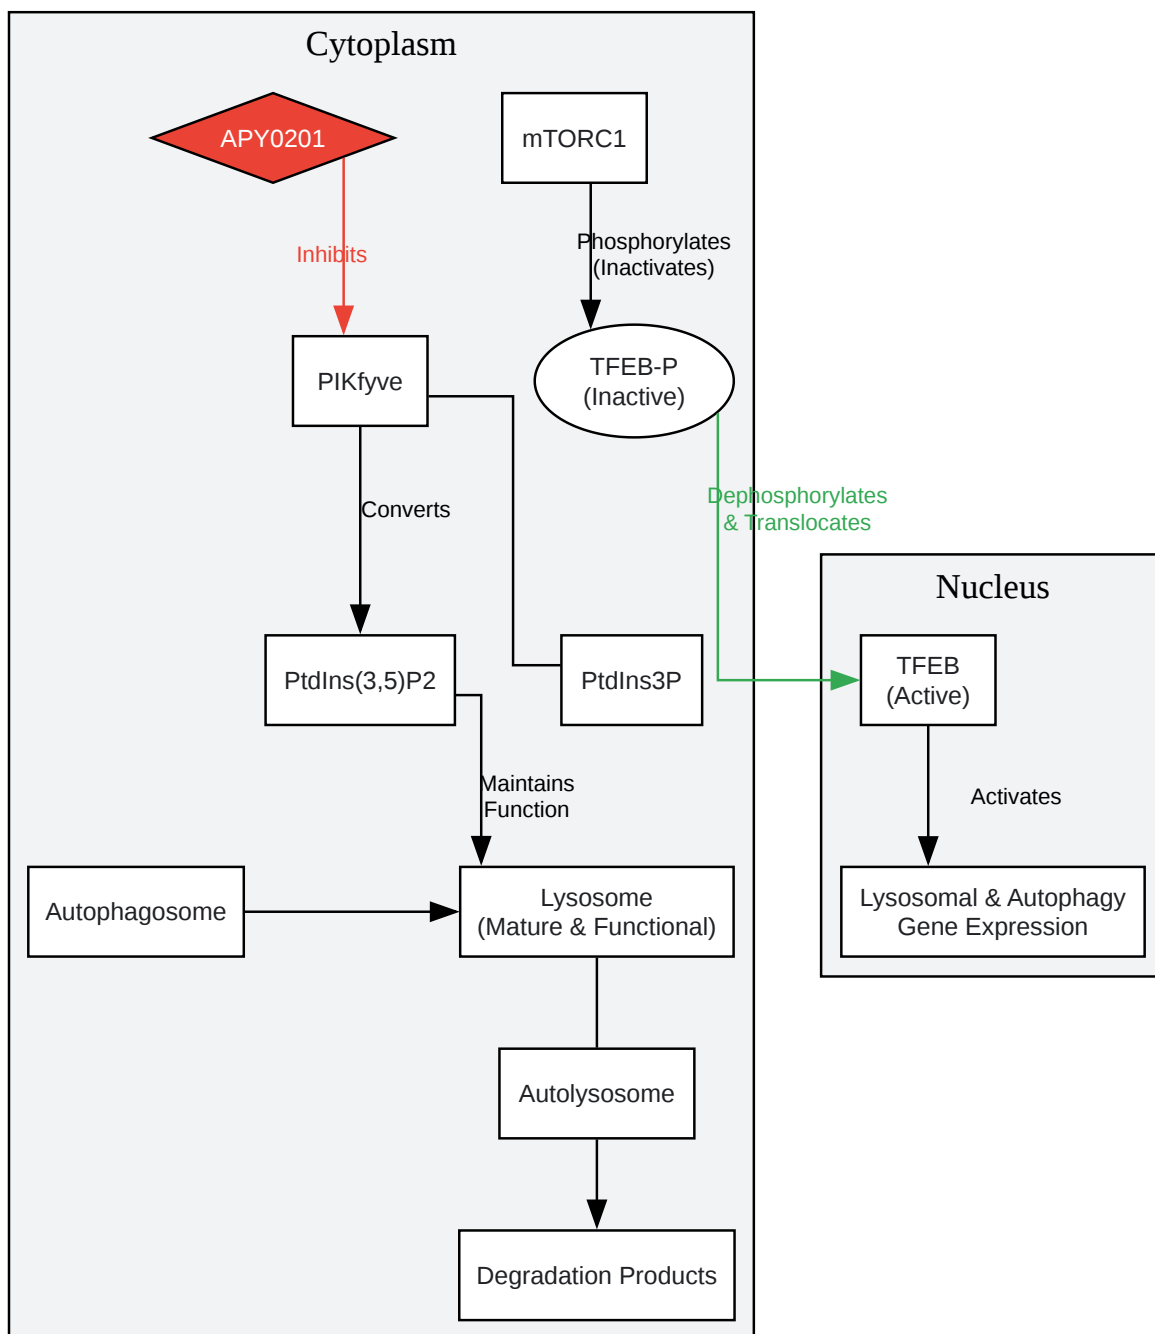 Cytoplasm
APY0201
mTORC1
Inhibits
Phosphorylates
(Inactivates)
PIKfyve
TFEB-P
(Inactive)
Converts
Dephosphorylates
& Translocates
Nucleus
PtdIns(3,5)P2
PtdIns3P
TFEB
(Active)
Maintains
Function
Activates
Autophagosome
Lysosome
(Mature & Functional)
Lysosomal & Autophagy
Gene Expression
Autolysosome
Degradation Products